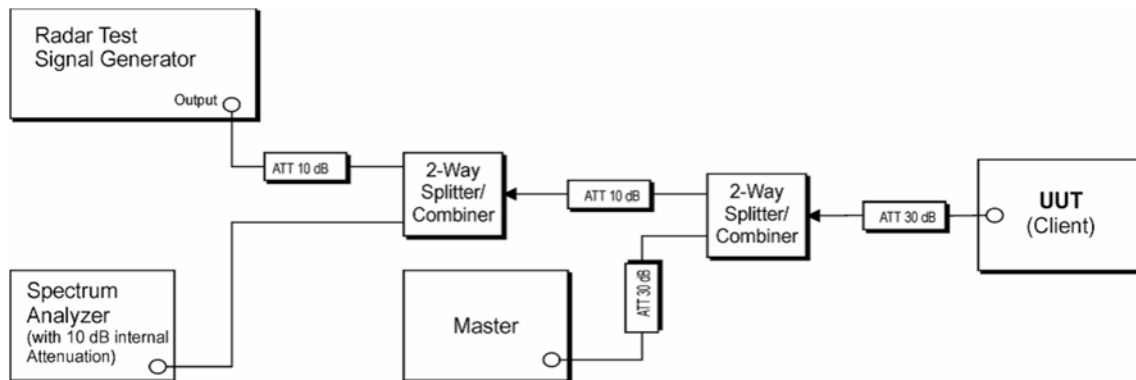 Radar Test
Signal Generator
Output
ATT 10 dB
2-Way
Splitter/
Combiner
ATT 10 dB
2-Way
Splitter/
Combiner
ATT 30 dB
UUT
(Client)
Spectrum
Analyzer
(with 10 dB internal
Attenuation)
Master
ATT 30 dB